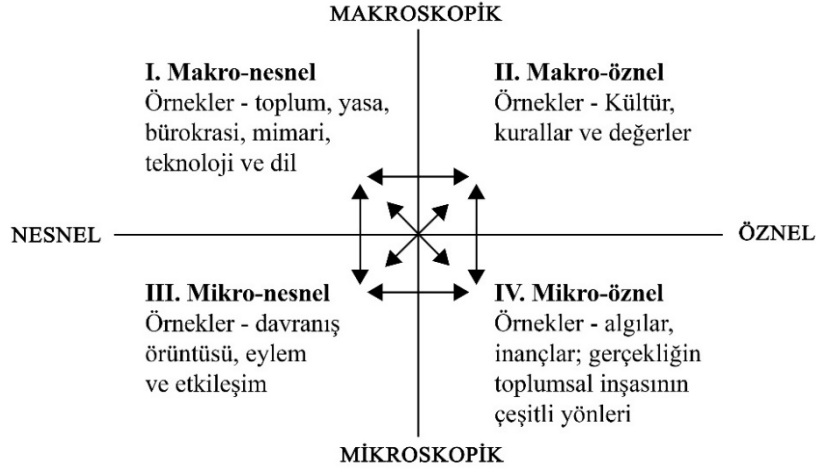 MAKROSKOPİK
I. Makro-nesnel
Örnekler - toplum, yasa,
bürokrasi, mimari,
teknoloji ve dil
II. Makro-öznel
Örnekler - Kültür,
kurallar ve değerler
NESNEL
ÖZNEL
III. Mikro-nesnel
Örnekler - davranış
örüntüsü, eylem
ve etkileşim
IV. Mikro-öznel
Örnekler - algılar,
inançlar; gerçekliğin
toplumsal inşasının
çeşitli yönleri
MİKROSKOPİK